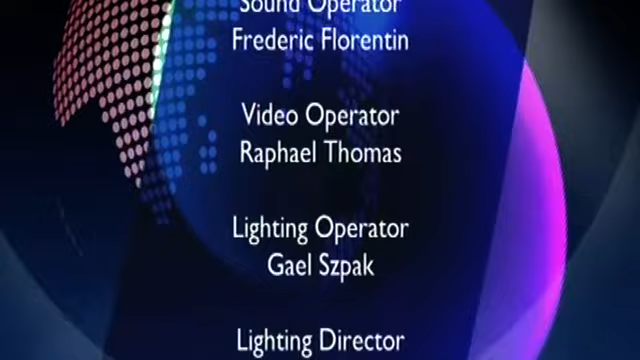 Sound Operator
Frederic Florentin
Video Operator
Raphael Thomas
Lighting Operator
Gael Szpak
Lighting Director